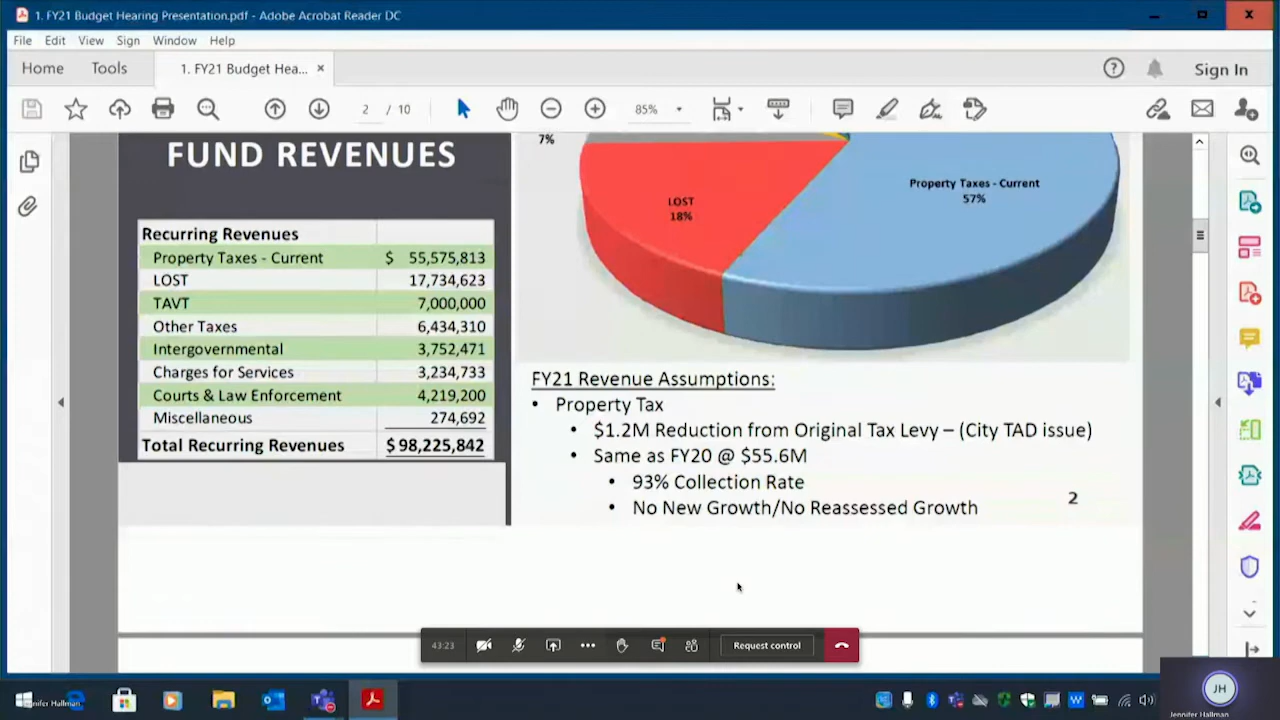 1. FY21 Budget Hearing Presentation.pdf - Adobe Acrobat Reader DC
File Edit View Sign Window Help
Home Tools 1. FY21 Budget Hea... × Sign In
2 / 10 85%
FUND REVENUES
Recurring Revenues
Property Taxes - Current $ 55,575,813
LOST 17,734,623
TAVT 7,000,000
Other Taxes 6,434,310
Intergovernmental 3,752,471
Charges for Services 3,234,733
Courts & Law Enforcement 4,219,200
Miscellaneous 274,692
Total Recurring Revenues $ 98,225,842
7%
LOST
18%
Property Taxes - Current
57%
FY21 Revenue Assumptions:
• Property Tax
• $1.2M Reduction from Original Tax Levy – (City TAD issue)
• Same as FY20 @ $55.6M
• 93% Collection Rate
• No New Growth/No Reassessed Growth
2
43:23 Request control
Jennifer Hallman
JH
Jennifer Hallman